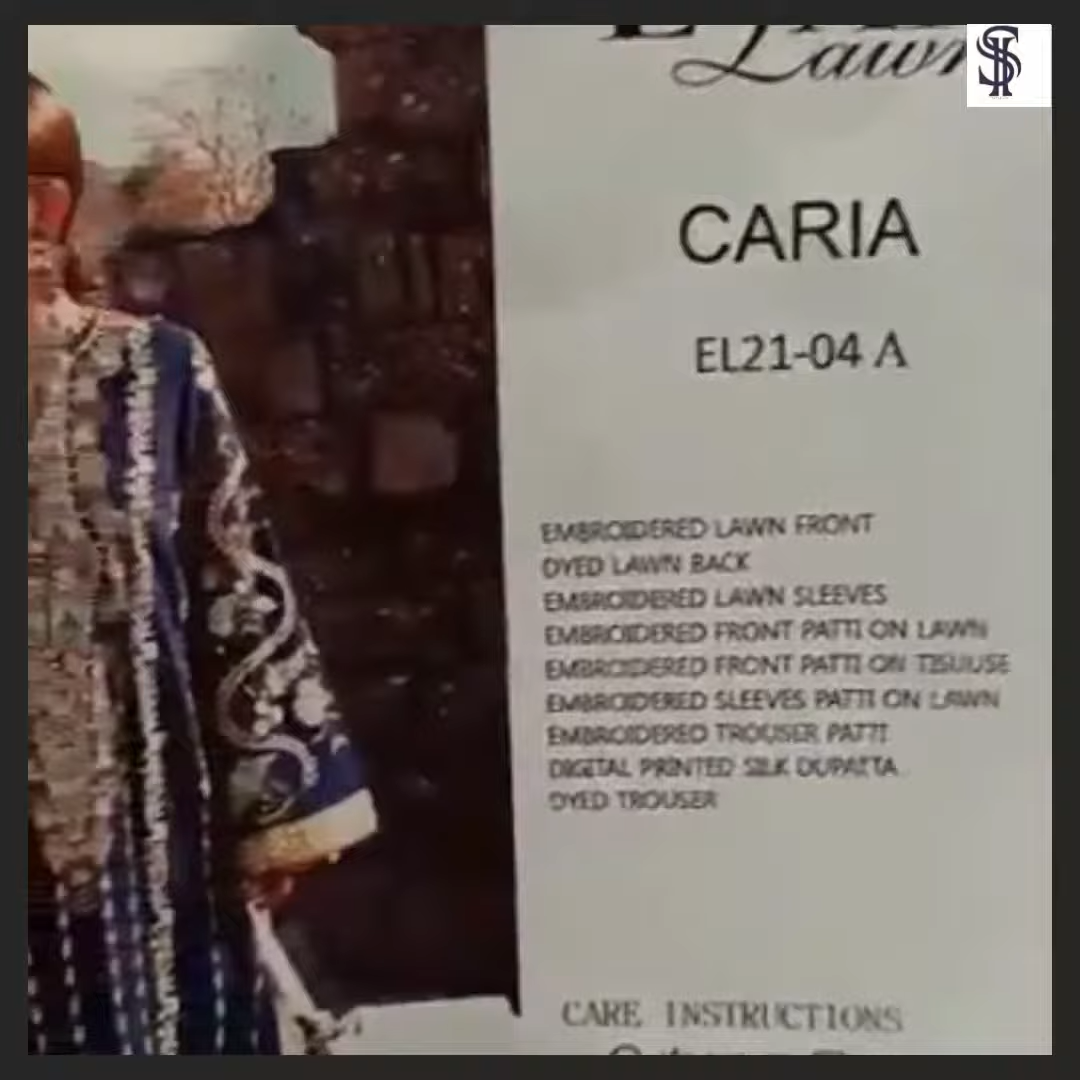 Lawn
CARIA
EL21-04 A
EMBROIDERED LAWN FRONT
DYED LAWN BACK
EMBROIDERED LAWN SLEEVES
EMBROIDERED FRONT PATTI ON LAWN
EMBROIDERED FRONT PATTI ON TISUUSE
EMBROIDERED SLEEVES PATTI ON LAWN
EMBROIDERED TROUSER PATTI
DIGITAL PRINTED SILK DUPATTA
DYED TROUSER
CARE INSTRUCTIONS